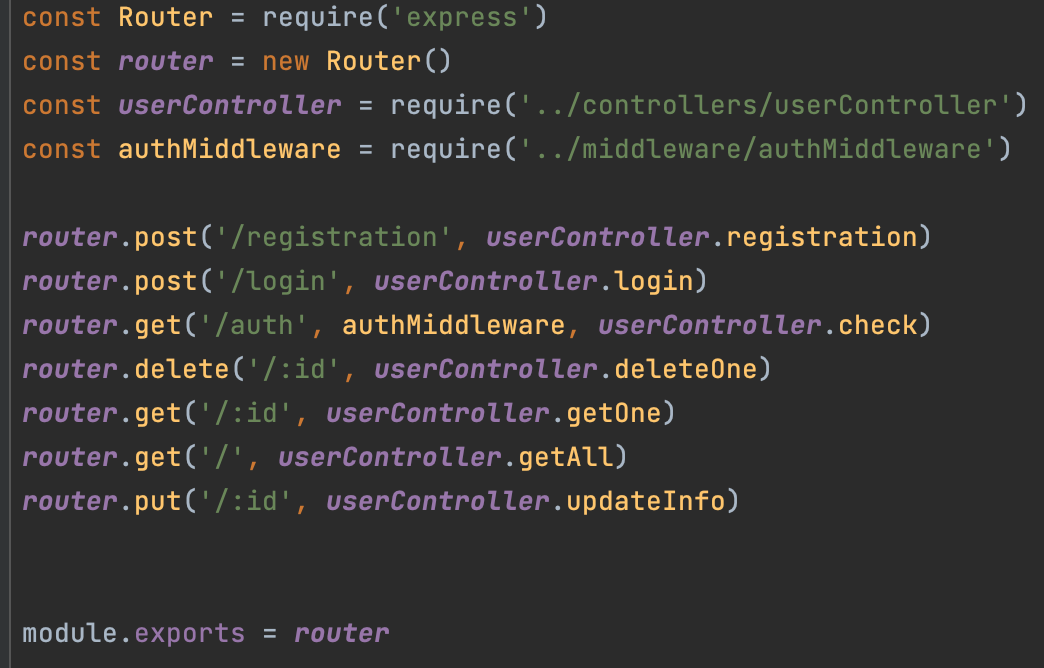 const Router = require('express')
const router = new Router()
const userController = require('../controllers/userController')
const authMiddleware = require('../middleware/authMiddleware')
router.post('/registration', userController.registration)
router.post('/login', userController.login)
router.get('/auth', authMiddleware, userController.check)
router.delete('/:id', userController.deleteOne)
router.get('/:id', userController.getOne)
router.get('/', userController.getAll)
router.put('/:id', userController.updateInfo)
module.exports = router